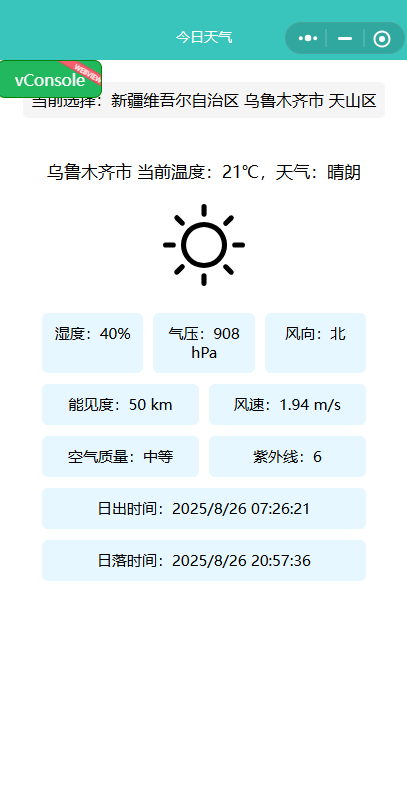 今日天气
vConsole
WEBVIEW
当前选择：新疆维吾尔自治区 乌鲁木齐市 天山区
乌鲁木齐市 当前温度：21℃，天气：晴朗
湿度：40%
气压：908
hPa
风向：北
能见度：50 km
风速：1.94 m/s
空气质量：中等
紫外线：6
日出时间：2025/8/26 07:26:21
日落时间：2025/8/26 20:57:36